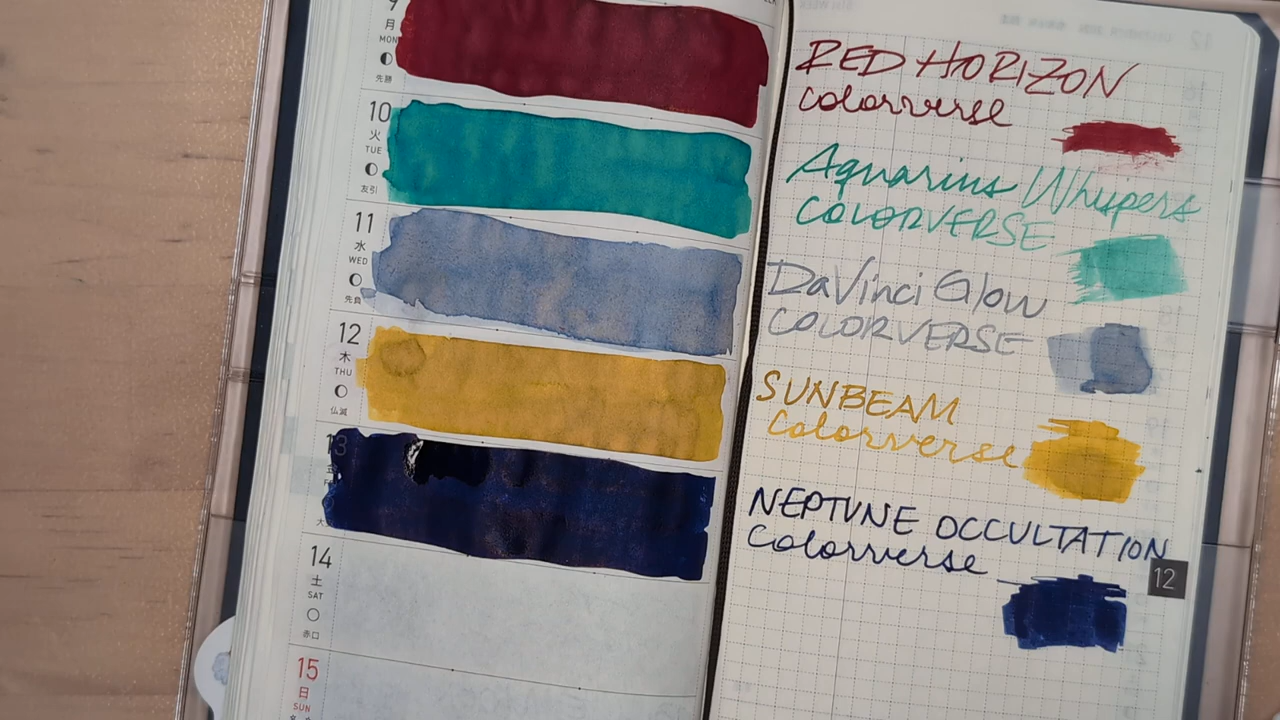 9
月
MON
先勝
10
火
TUE
友引
11
水
WED
先負
12
木
THU
仏滅
13
14
土
SAT
赤口
15
日
SUN
RED HORIZON
Colorverse
Aquarius Whispers
COLORVERSE
DaVinci Glow
COLORVERSE
SUNBEAM
Colorverse
NEPTUNE OCCULTATION
Colorverse
12